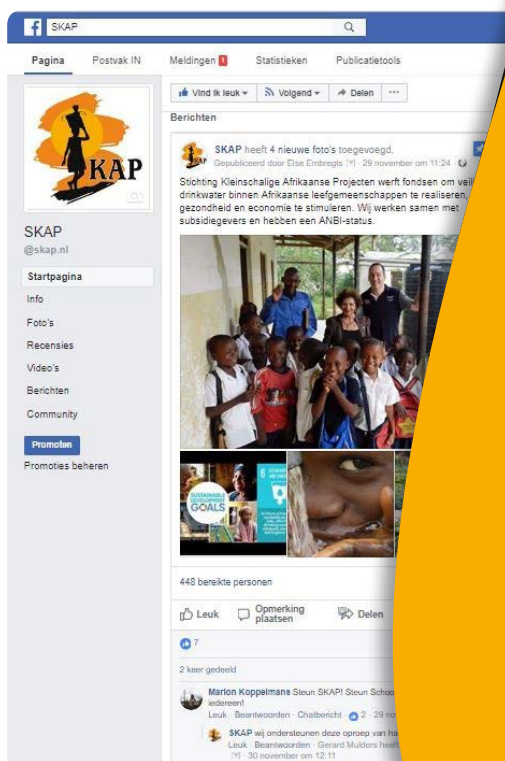 SKAP
Pagina Postvak IN Meldingen 1 Statistieken Publicatietools
KAP
SKAP
@skap.nl
Startpagina
Info
Foto's
Recensies
Video's
Berichten
Community
Promoten
Promoties beheren
Vind ik leuk Volgend Delen ...
Berichten
SKAP heeft 4 nieuwe foto's toegevoegd.
Gepubliceerd door Else Embregts [?] · 29 november om 11:24 ·
Stichting Kleinschalige Afrikaanse Projecten werft fondsen om
drinkwater binnen Afrikaanse leefgemeenschappen te realiseren,
gezondheid en economie te stimuleren. Wij werken samen met
subsidiegevers en hebben een ANBI-status.
SUSTAINABLE
DEVELOPMENT
GOALS
6
448 bereikte personen
Leuk Opmerking plaatsen Delen
7
2 keer gedeeld
Marlon Koppelmans Steun SKAP! Steun
iedereen!
Leuk · Beantwoorden · Chatbericht · 2 · 29
SKAP wij ondersteunen deze oproep van
Leuk · Beantwoorden · Gerard Mulders heeft
[?] · 30 november om 12:11